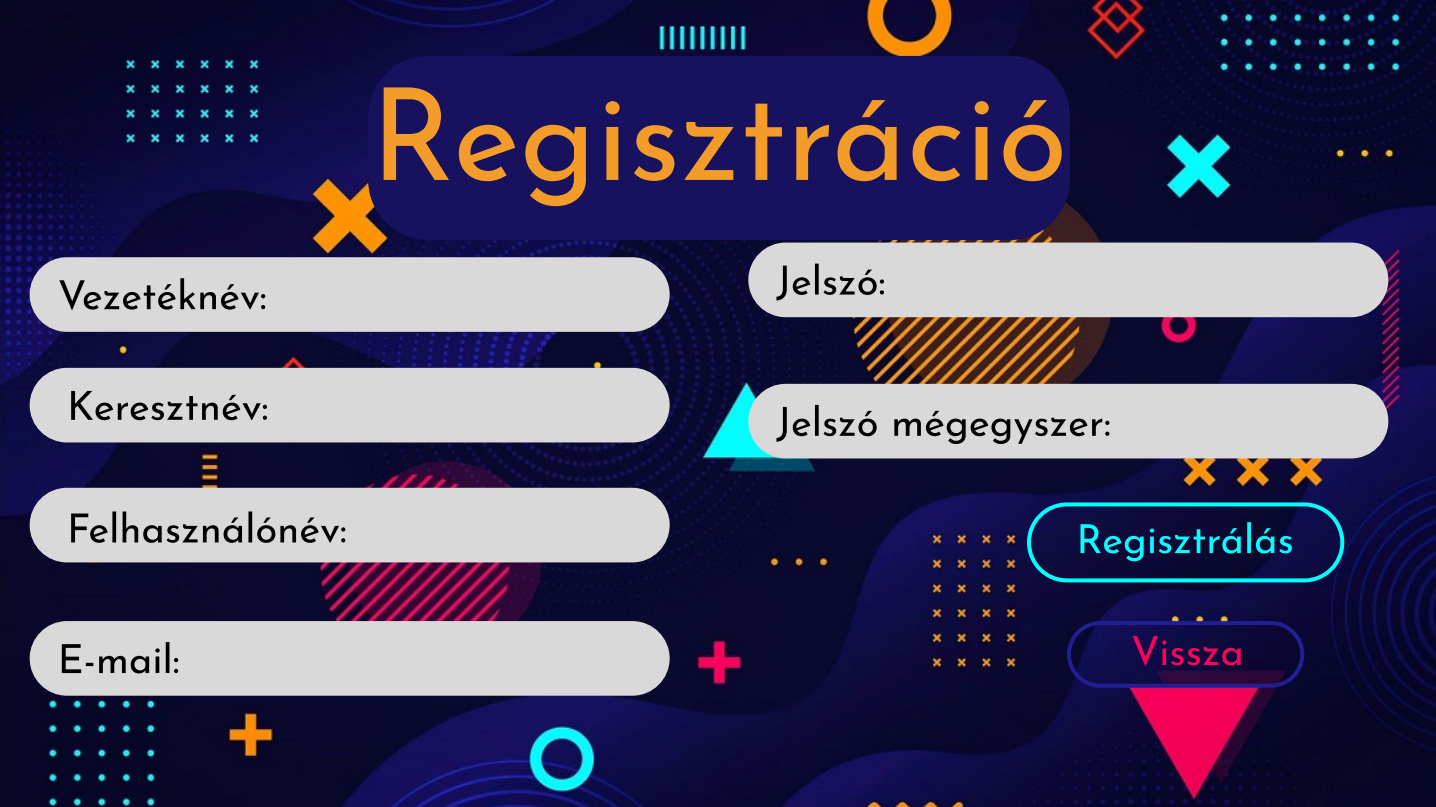 Regisztráció
Vezetéknév:
Keresztnév:
Felhasználónév:
E-mail:
Jelszó:
Jelszó mégegyszer:
Regisztrálás
Vissza